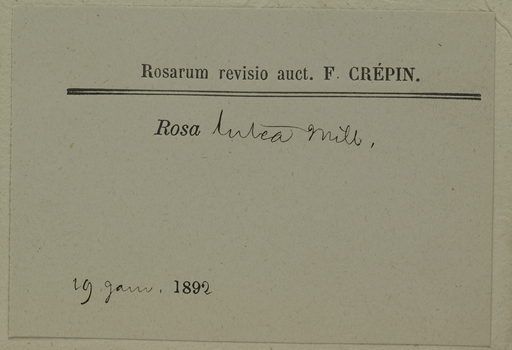 Rosarum revisio auct. F. CRÉPIN.
Rosa lutea Mill.
19 janv. 1892